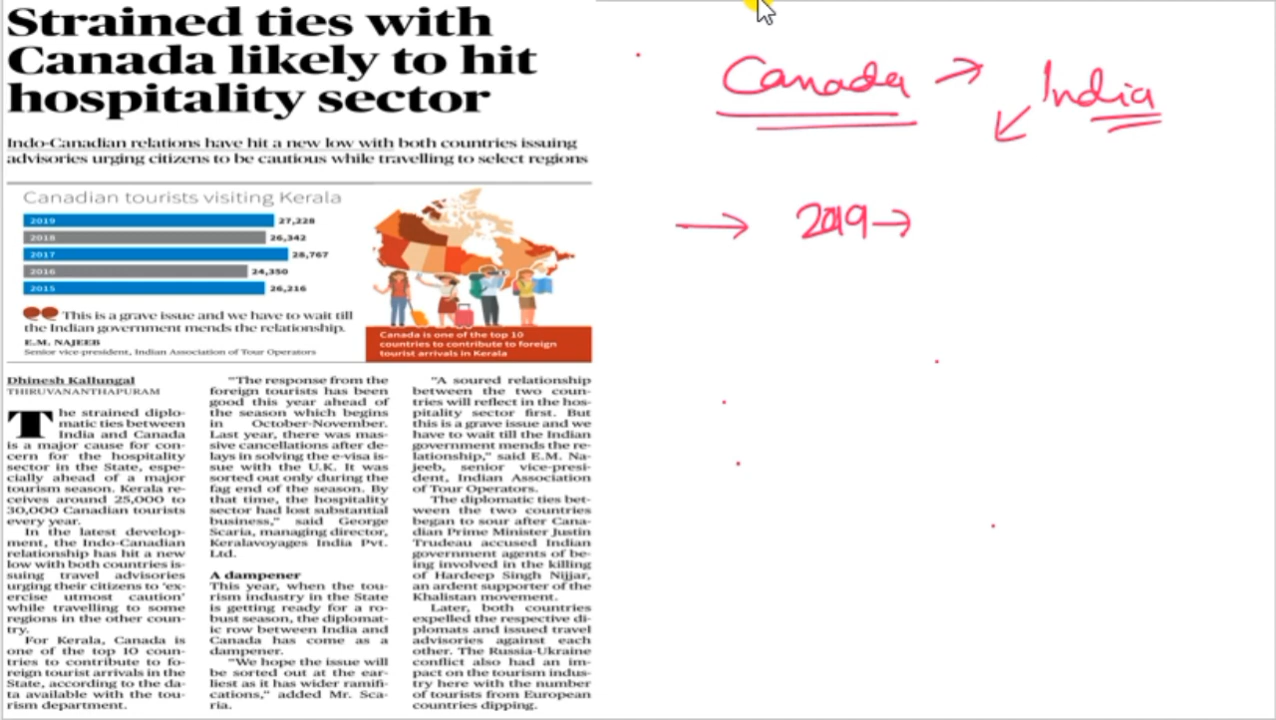 Strained ties with
Canada likely to hit
hospitality sector
Indo-Canadian relations have hit a new low with both countries issuing
advisories urging citizens to be cautious while travelling to select regions
Canadian tourists visiting Kerala
2019 27,228
2018 26,342
2017 28,767
2016 24,350
2015 26,216
This is a grave issue and we have to wait till
the Indian government mends the relationship.
E.M. NAJEEB
Senior vice-president, Indian Association of Tour Operators
Canada is one of the top 10
countries to contribute to foreign
tourist arrivals in Kerala
Dhinesh Kallungal
THIRUVANANTHAPURAM
The strained diplo-
matic ties between
India and Canada
is a major cause for con-
cern for the hospitality
sector in the State, espe-
cially ahead of a major
tourism season. Kerala re-
ceives around 25,000 to
30,000 Canadian tourists
every year.
In the latest develop-
ment, the Indo-Canadian
relationship has hit a new
low with both countries is-
suing travel advisories
urging their citizens to 'ex-
ercise utmost caution'
while travelling to some
regions in the other coun-
try.
For Kerala, Canada is
one of the top 10 coun-
tries to contribute to fo-
reign tourist arrivals in the
State, according to the da-
ta available with the tou-
rism department.
"The response from the
foreign tourists has been
good this year ahead of
the season which begins
in October-November.
Last year, there was mas-
sive cancellations after de-
lays in solving the e-visa is-
sue with the U.K. It was
sorted out only during the
fag end of the season. By
that time, the hospitality
sector had lost substantial
business," said George
Scaria, managing director,
Keralavoyages India Pvt.
Ltd.
A dampener
This year, when the tou-
rism industry in the State
is getting ready for a ro-
bust season, the diplomat-
ic row between India and
Canada has come as a
dampener.
"We hope the issue will
be sorted out at the ear-
liest as it has wider ramifi-
cations," added Mr. Sca-
ria.
"A soured relationship
between the two coun-
tries will reflect in the hos-
pitality sector first. But
this is a grave issue and we
have to wait till the Indian
government mends the re-
lationship," said E.M. Na-
jeeb, senior vice-presi-
dent, Indian Association
of Tour Operators.
The diplomatic ties bet-
ween the two countries
began to sour after Cana-
dian Prime Minister Justin
Trudeau accused Indian
government agents of be-
ing involved in the killing
of Hardeep Singh Nijjar,
an ardent supporter of the
Khalistan movement.
Later, both countries
expelled the respective di-
plomats and issued travel
advisories against each
other. The Russia-Ukraine
conflict also had an im-
pact on the tourism indus-
try here with the number
of tourists from European
countries dipping.
Canada → India
→ 2019 →